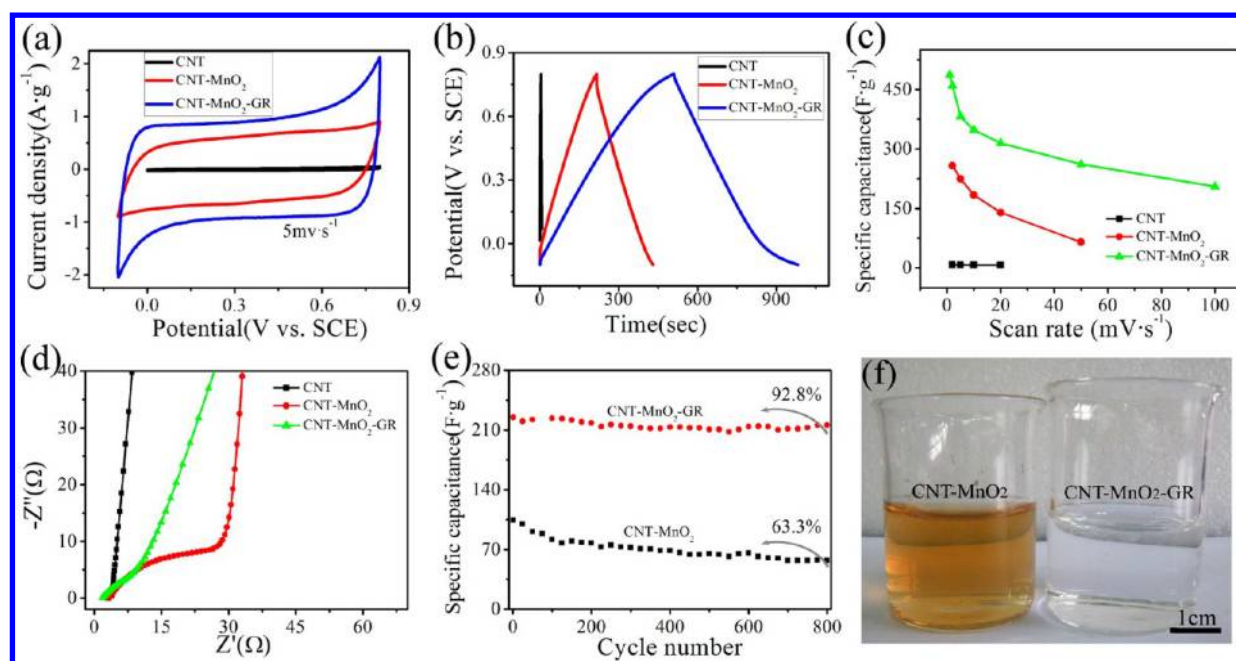 (a)
CNT
CNT-MnO₂
CNT-MnO₂-GR
5mv·s⁻¹
Current density(A·g⁻¹)
2
1
0
-1
-2
0.0 0.3 0.6 0.9
Potential(V vs. SCE)
(b)
CNT
CNT-MnO₂
CNT-MnO₂-GR
Potential(V vs. SCE)
0.9
0.6
0.3
0.0
0 300 600 900
Time(sec)
(c)
Specific capacitance(F·g⁻¹)
450
300
150
0
CNT
CNT-MnO₂
CNT-MnO₂-GR
0 20 40 60 80 100
Scan rate (mV·s⁻¹)
(d)
CNT
CNT-MnO₂
CNT-MnO₂-GR
-Z''(Ω)
40
30
20
10
0
0 15 30 45 60
Z'(Ω)
(e)
Specific capacitance(F·g⁻¹)
280
210
140
70
0
92.8%
CNT-MnO₂-GR
63.3%
CNT-MnO₂
0 200 400 600 800
Cycle number
(f)
CNT-MnO₂
CNT-MnO₂-GR
1cm